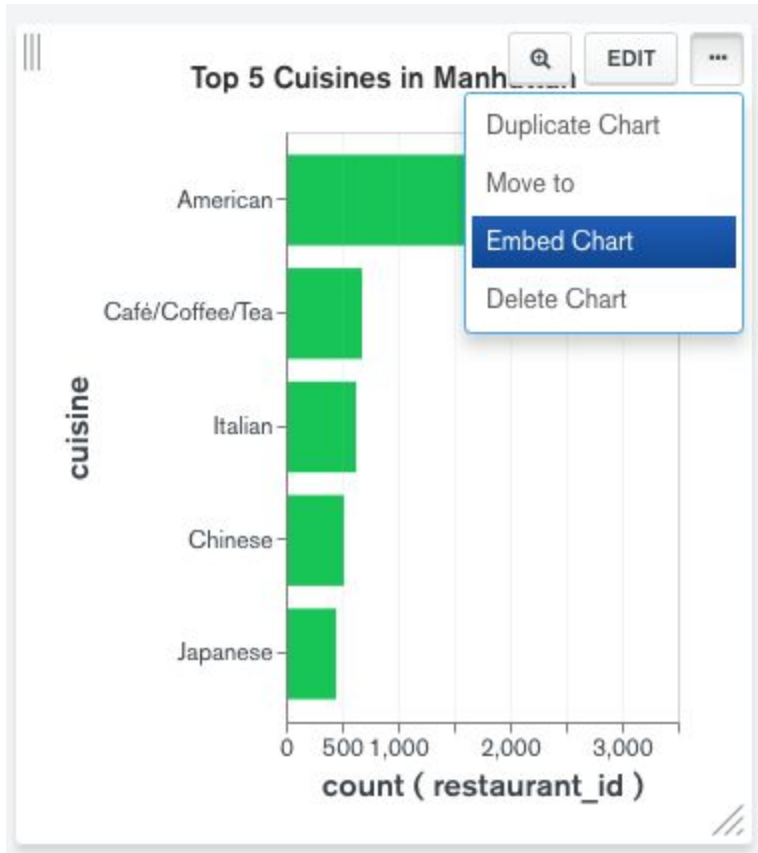 EDIT
...
Top 5 Cuisines in Manhattan
Duplicate Chart
Move to
Embed Chart
Delete Chart
American
Café/Coffee/Tea
Italian
Chinese
Japanese
cuisine
0 500 1,000 2,000 3,000
count ( restaurant_id )